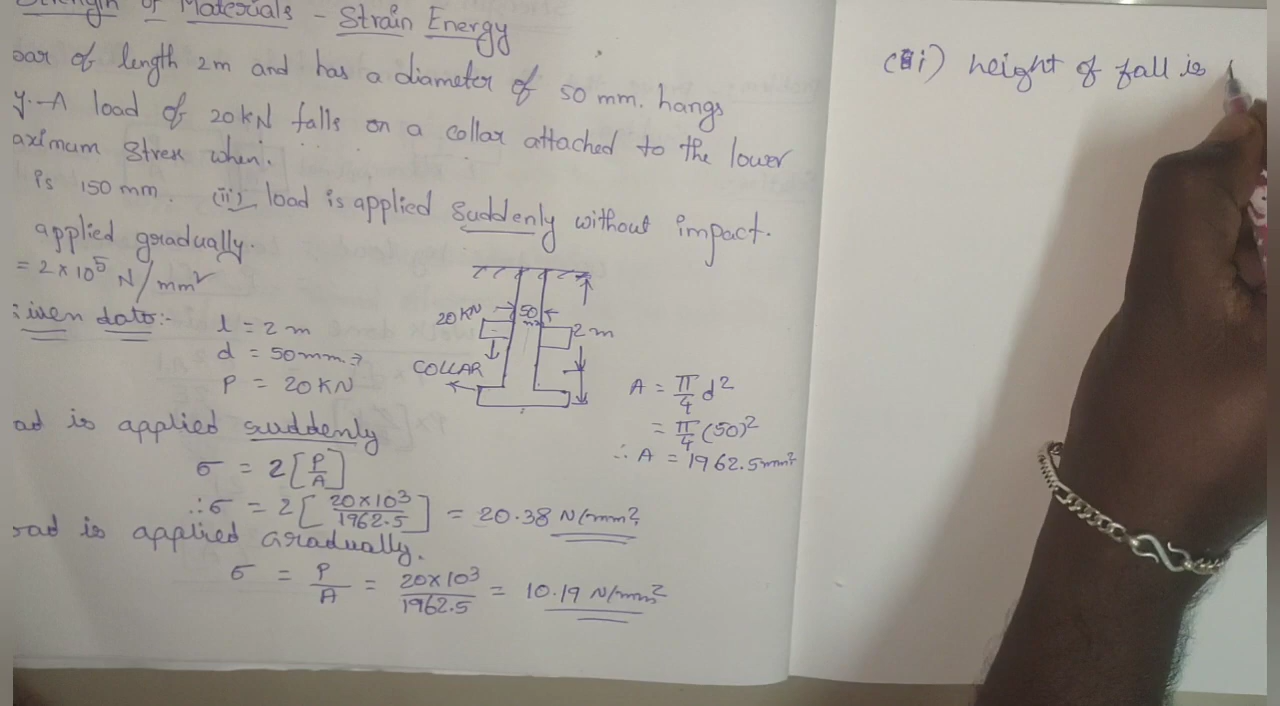 Strength of Materials - Strain Energy
bar of length 2m and has a diameter of 50 mm. hangs
y. A load of 20KN falls on a collar attached to the lower
aximum Stress when:
is 150 mm. (ii) load is applied Suddenly without impact.
applied gradually.
= 2×10⁵ N/mm²
Given data:-
l = 2 m
d = 50mm.⇒
P = 20KN
20KN
50
2m
COLLAR
A = π/4 d²
= π/4 (50)²
∴ A = 1962.5mm²
ad is applied suddenly
σ = 2[P/A]
∴σ = 2[20×10³/1962.5] = 20.38 N/mm²
oad is applied Gradually.
σ = P/A = 20×10³/1962.5 = 10.19 N/mm²
(i) height of fall is